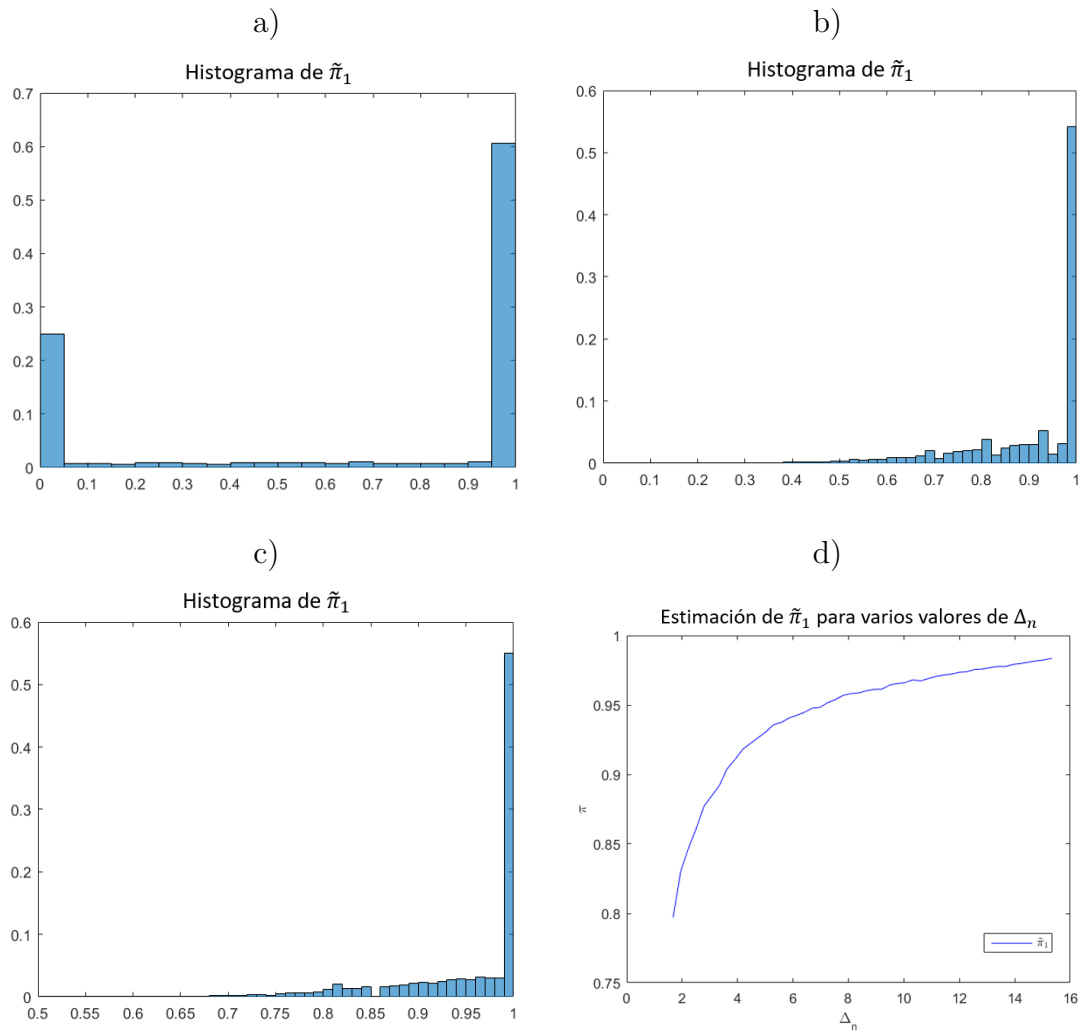 a)
Histograma de π̃₁
0.7
0.6
0.5
0.4
0.3
0.2
0.1
0
0 0.1 0.2 0.3 0.4 0.5 0.6 0.7 0.8 0.9 1
b)
Histograma de π̃₁
0.6
0.5
0.4
0.3
0.2
0.1
0
0 0.1 0.2 0.3 0.4 0.5 0.6 0.7 0.8 0.9 1
c)
Histograma de π̃₁
0.6
0.5
0.4
0.3
0.2
0.1
0
0.5 0.55 0.6 0.65 0.7 0.75 0.8 0.85 0.9 0.95 1
d)
Estimación de π̃₁ para varios valores de Δₙ
1
0.95
0.9
π
0.85
0.8
0.75
π̃₁
0 2 4 6 8 10 12 14 16
Δₙ